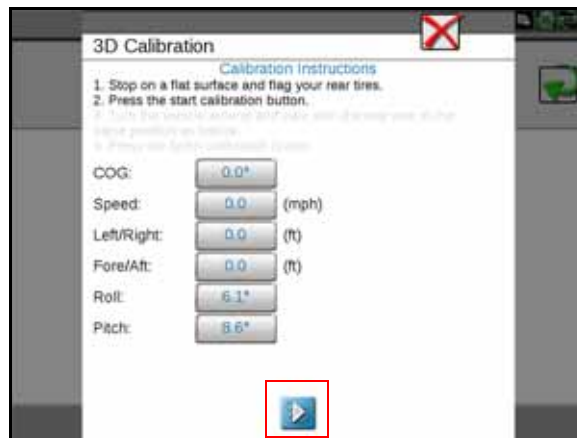 3D Calibration
Calibration Instructions
1. Stop on a flat surface and flag your rear tires.
2. Press the start calibration button.
COG: 0.0°
Speed: 0.0 (mph)
Left/Right: 0.0 (ft)
Fore/Aft: 0.0 (ft)
Roll: 6.1°
Pitch: 8.6°